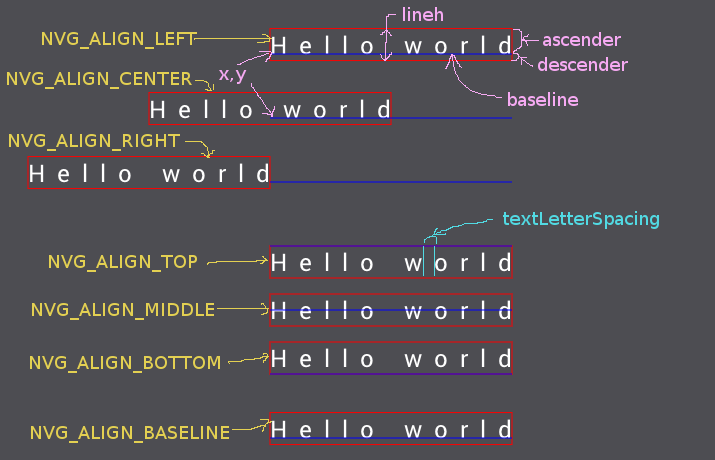 lineh
NVG_ALIGN_LEFT
Hello world
ascender
descender
x,y
baseline
NVG_ALIGN_CENTER
Hello world
NVG_ALIGN_RIGHT
Hello world
textLetterSpacing
NVG_ALIGN_TOP
Hello world
NVG_ALIGN_MIDDLE
Hello world
NVG_ALIGN_BOTTOM
Hello world
NVG_ALIGN_BASELINE
Hello world